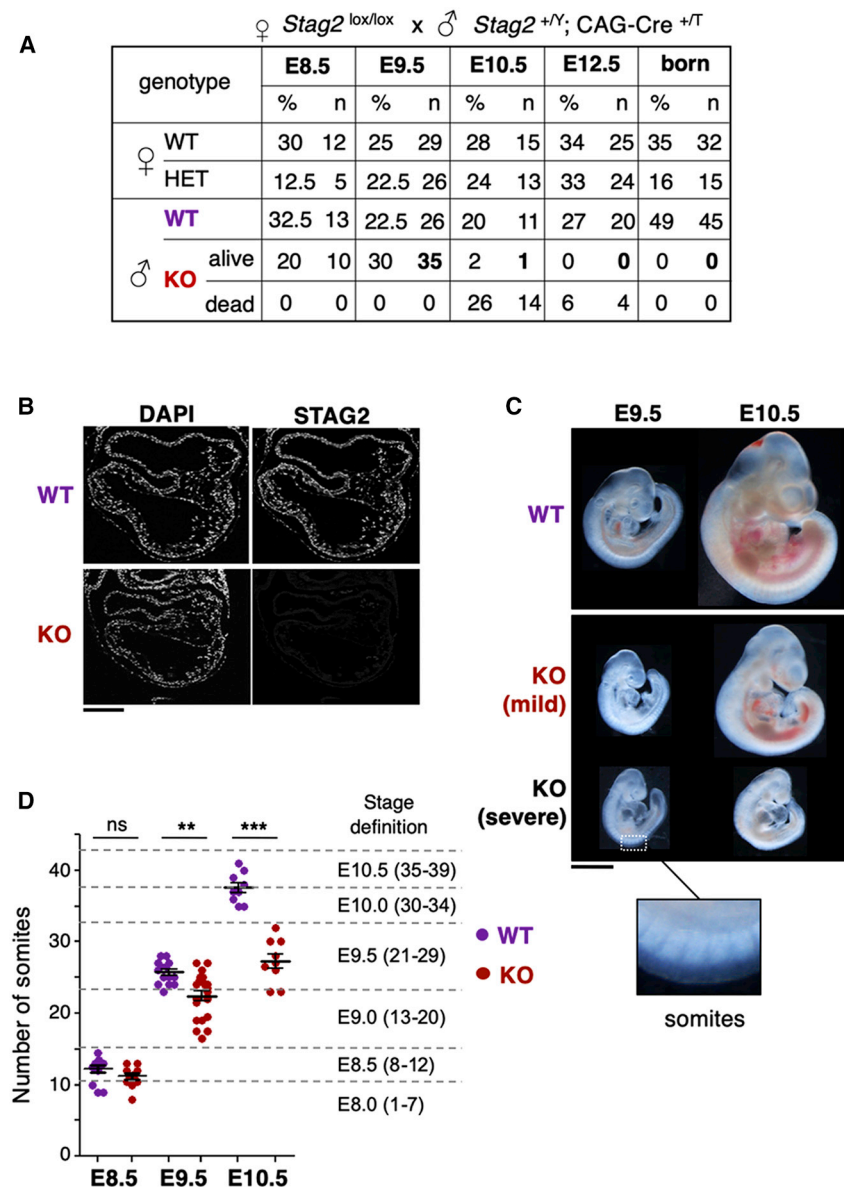 ♀ Stag2 lox/lox x ♂ Stag2 +/Y; CAG-Cre +/T
A
genotype E8.5 E9.5 E10.5 E12.5 born
% n % n % n % n % n
♀ WT 30 12 25 29 28 15 34 25 35 32
HET 12.5 5 22.5 26 24 13 33 24 16 15
♂ WT 32.5 13 22.5 26 20 11 27 20 49 45
KO alive 20 10 30 35 2 1 0 0 0 0
dead 0 0 0 0 26 14 6 4 0 0
B
DAPI STAG2
WT
KO
C
E9.5 E10.5
WT
KO
(mild)
KO
(severe)
somites
D
ns ** *** Stage
definition
Number of somites
40
30
20
10
0
E10.5 (35-39)
E10.0 (30-34)
E9.5 (21-29)
E9.0 (13-20)
E8.5 (8-12)
E8.0 (1-7)
WT
KO
E8.5 E9.5 E10.5